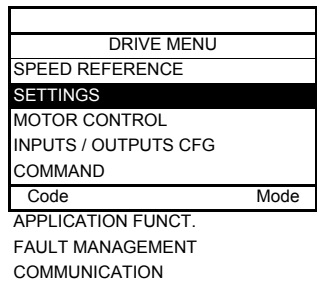 DRIVE MENU
SPEED REFERENCE
SETTINGS
MOTOR CONTROL
INPUTS / OUTPUTS CFG
COMMAND
Code Mode
APPLICATION FUNCT.
FAULT MANAGEMENT
COMMUNICATION